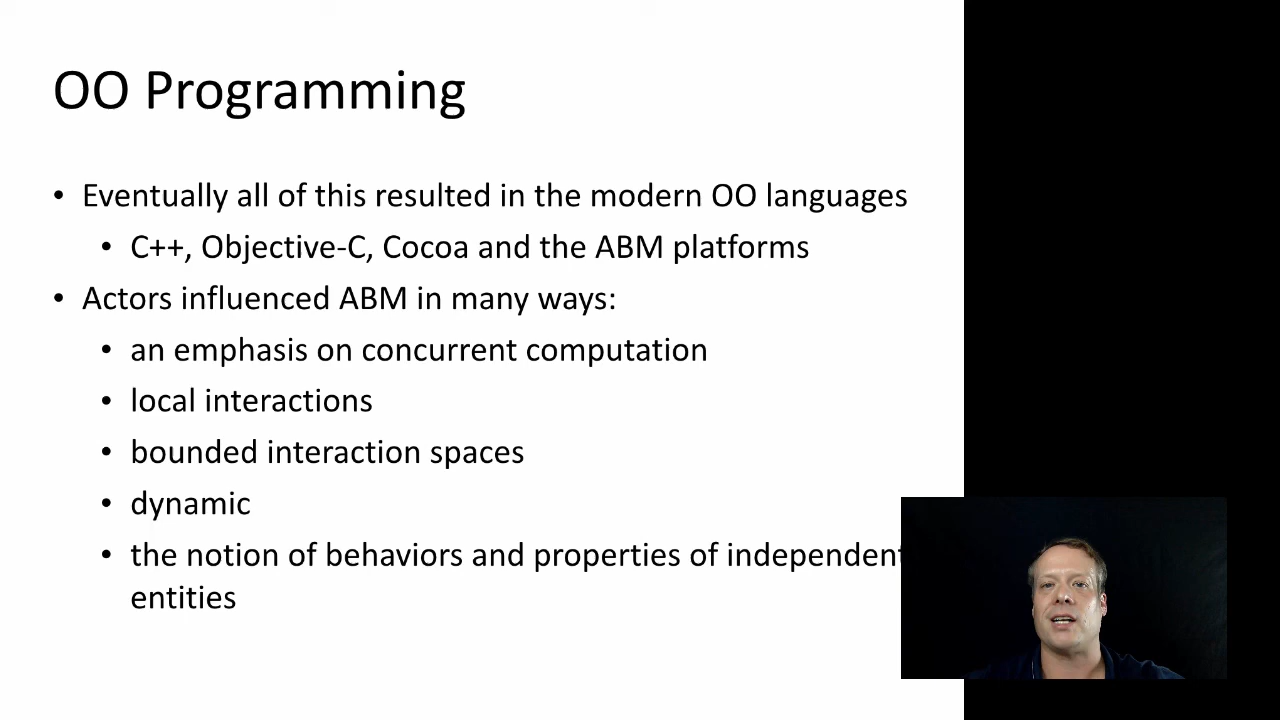 OO Programming
• Eventually all of this resulted in the modern OO languages
• C++, Objective-C, Cocoa and the ABM platforms
• Actors influenced ABM in many ways:
• an emphasis on concurrent computation
• local interactions
• bounded interaction spaces
• dynamic
• the notion of behaviors and properties of independent
entities